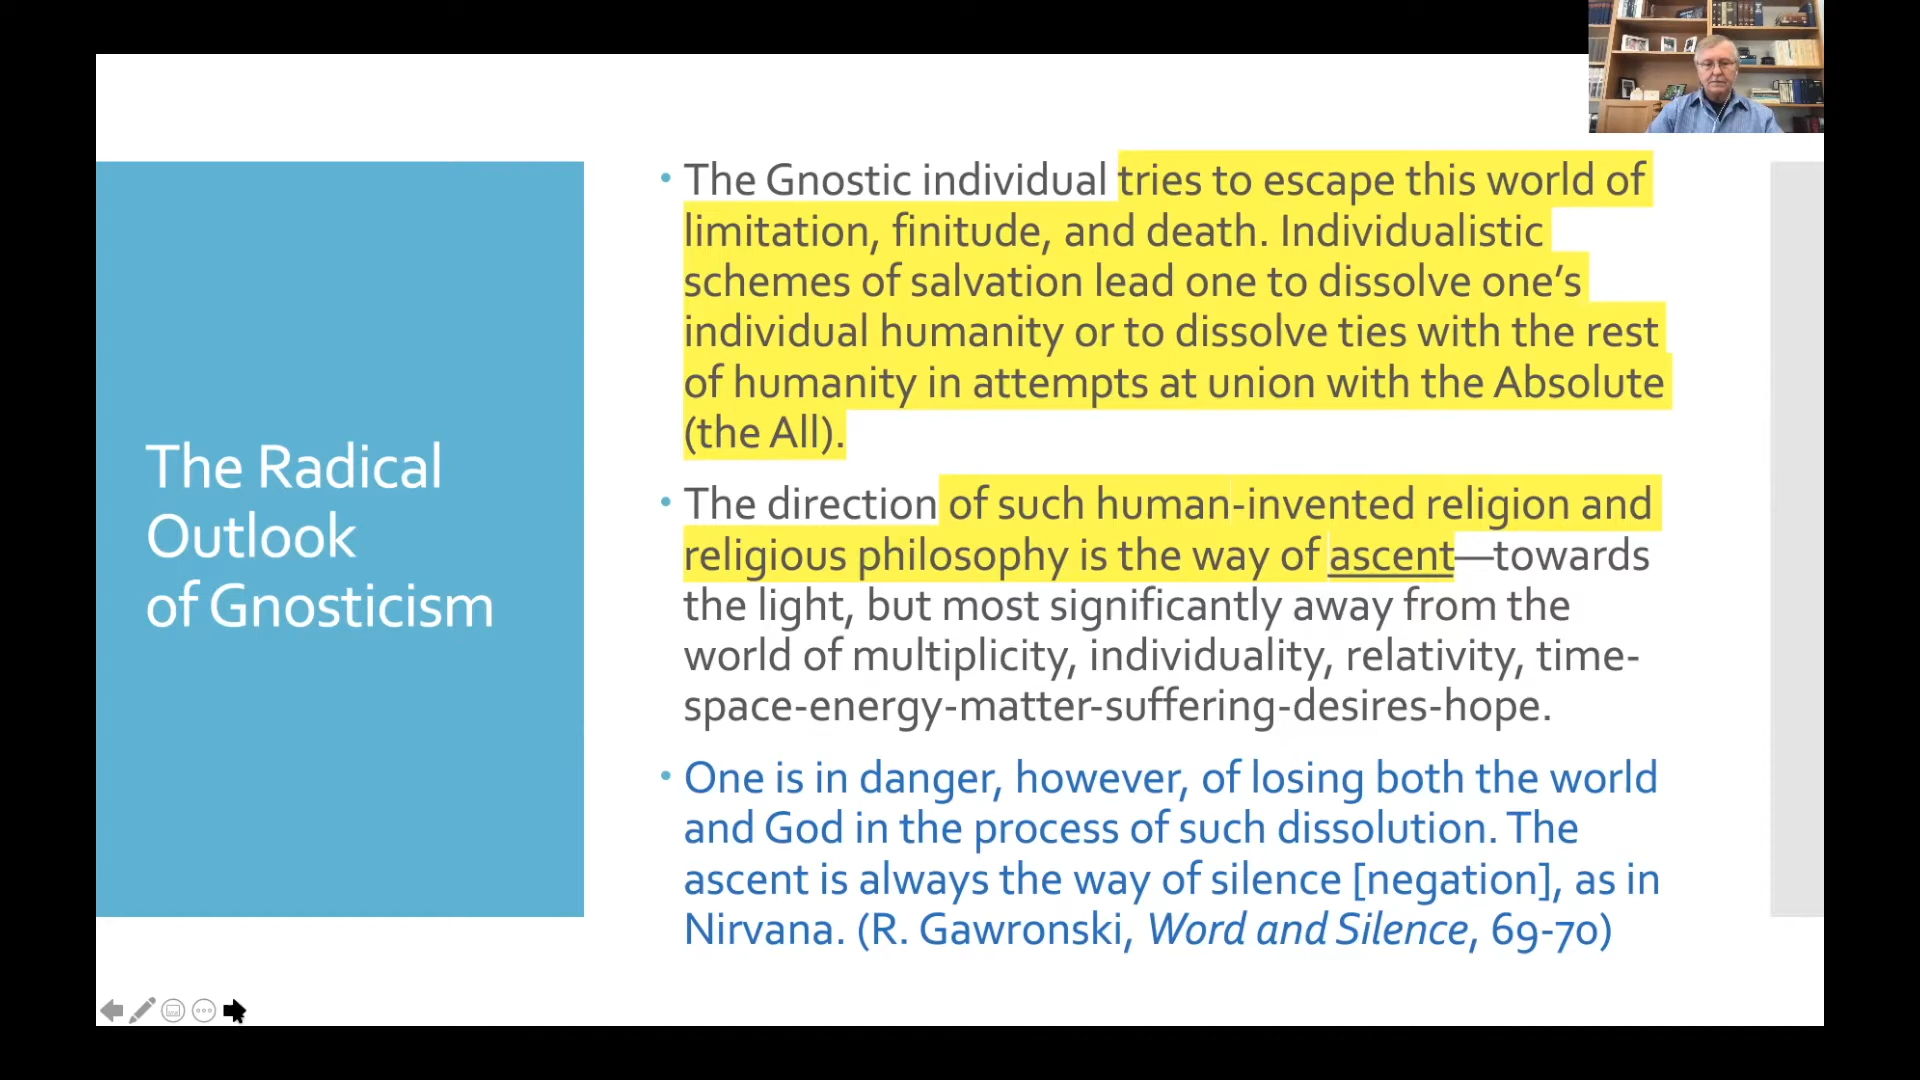 The Radical
Outlook
of Gnosticism
• The Gnostic individual tries to escape this world of
limitation, finitude, and death. Individualistic
schemes of salvation lead one to dissolve one’s
individual humanity or to dissolve ties with the rest
of humanity in attempts at union with the Absolute
(the All).
• The direction of such human-invented religion and
religious philosophy is the way of ascent—towards
the light, but most significantly away from the
world of multiplicity, individuality, relativity, time-
space-energy-matter-suffering-desires-hope.
• One is in danger, however, of losing both the world
and God in the process of such dissolution. The
ascent is always the way of silence [negation], as in
Nirvana. (R. Gawronski, Word and Silence, 69-70)